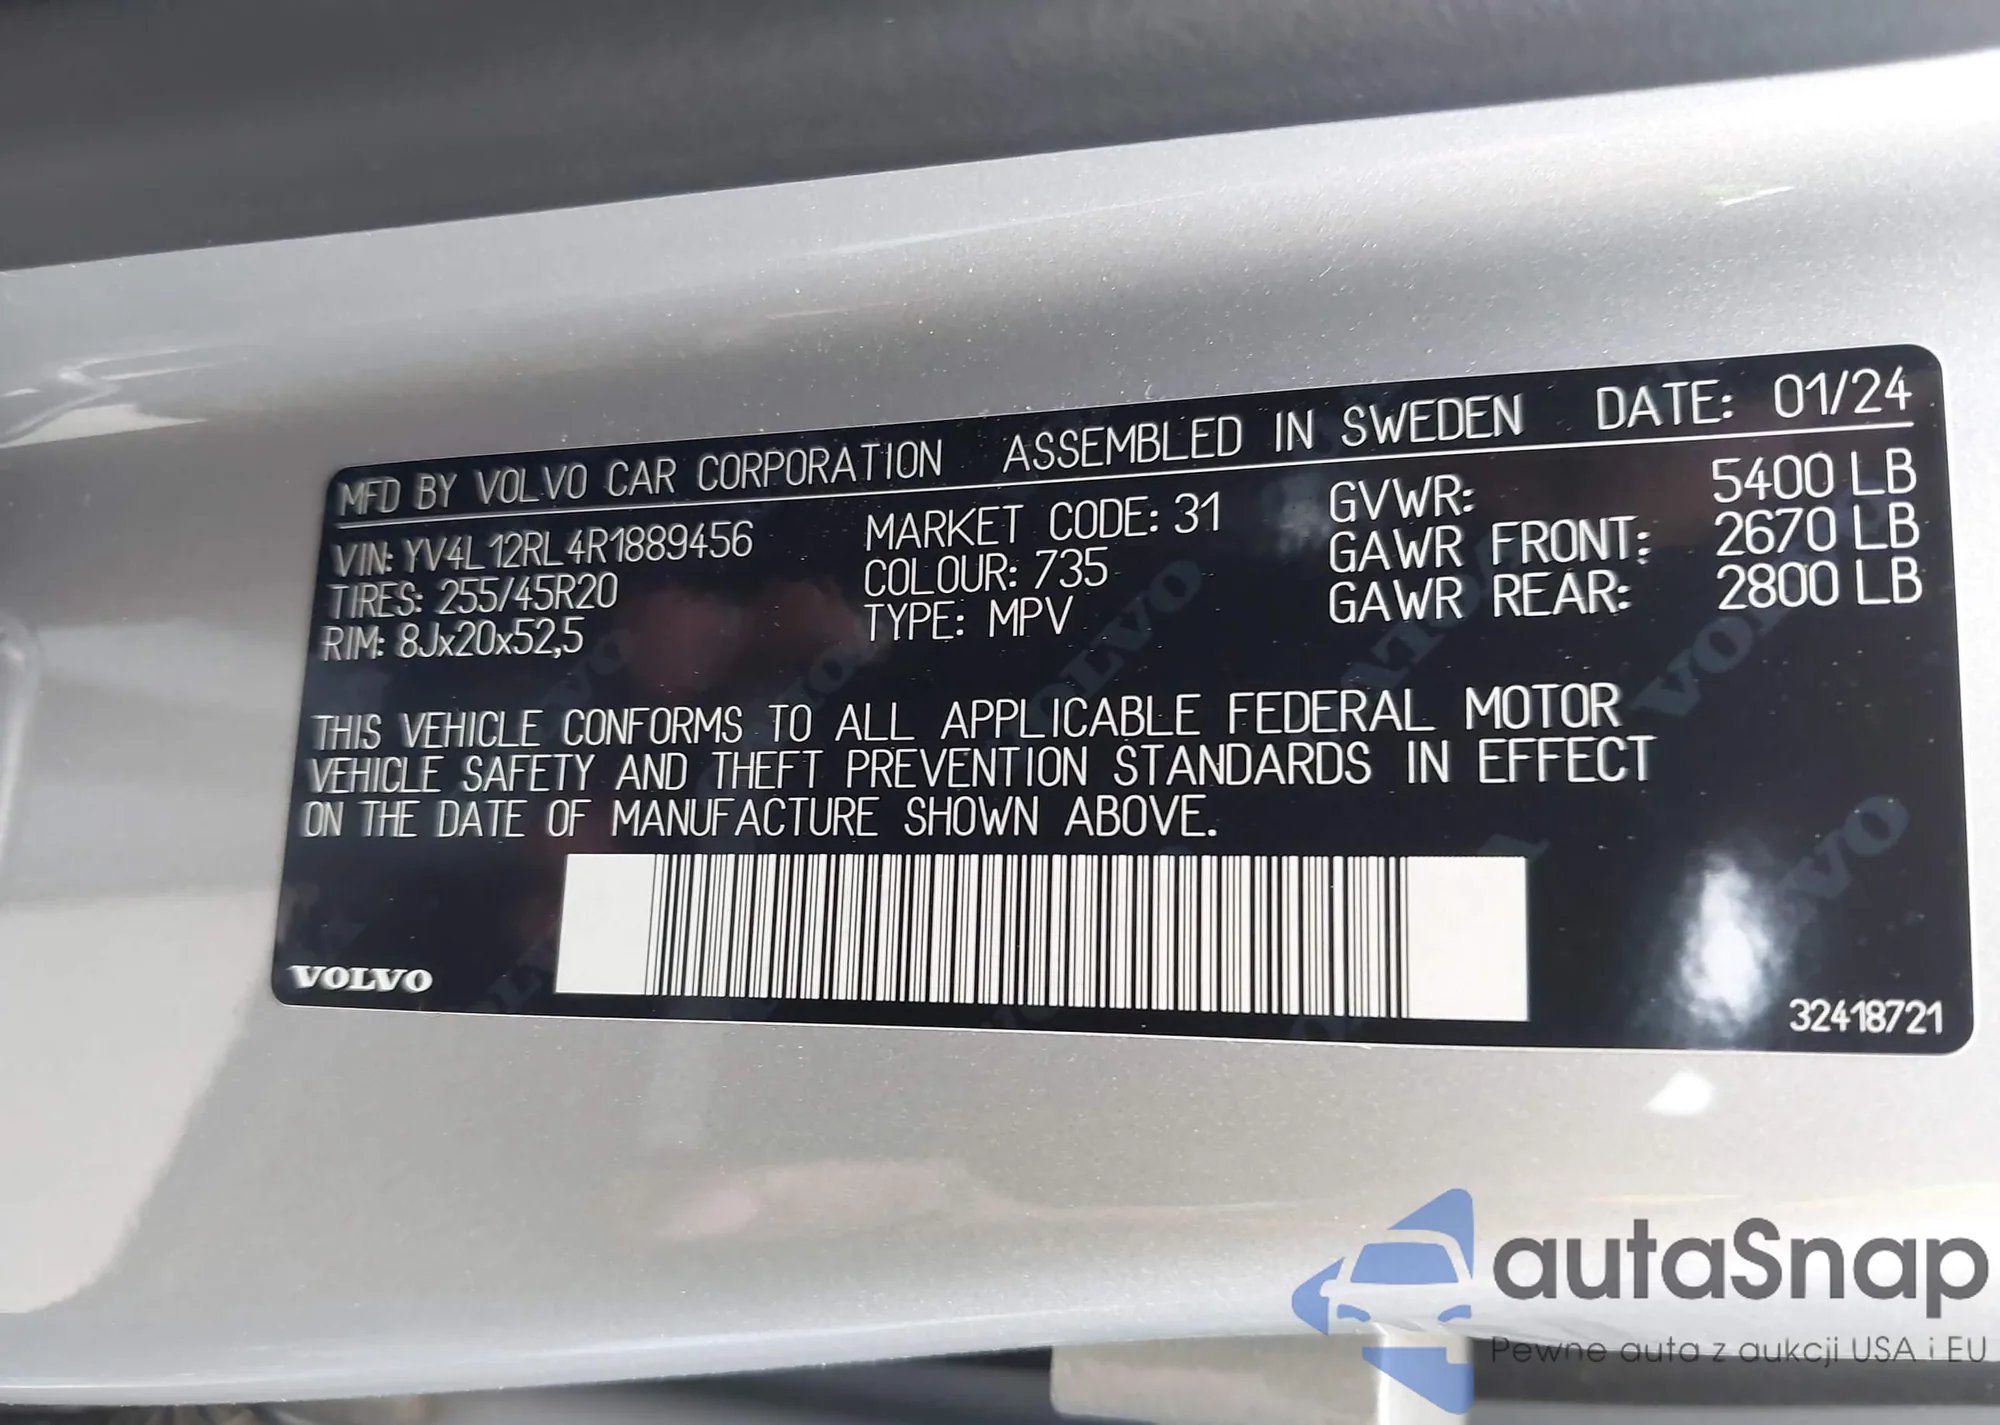 MFD BY VOLVO CAR CORPORATION ASSEMBLED IN SWEDEN DATE: 01/24
VIN: YV4L12RL4R1889456 MARKET CODE: 31 GVWR: 5400 LB
TIRES: 255/45R20 COLOUR: 735 GAWR FRONT: 2670 LB
RIM: 8Jx20x52,5 TYPE: MPV GAWR REAR: 2800 LB
THIS VEHICLE CONFORMS TO ALL APPLICABLE FEDERAL MOTOR
VEHICLE SAFETY AND THEFT PREVENTION STANDARDS IN EFFECT
ON THE DATE OF MANUFACTURE SHOWN ABOVE.
VOLVO
32418721
autaSnap
Pewne auta z aukcji USA i EU